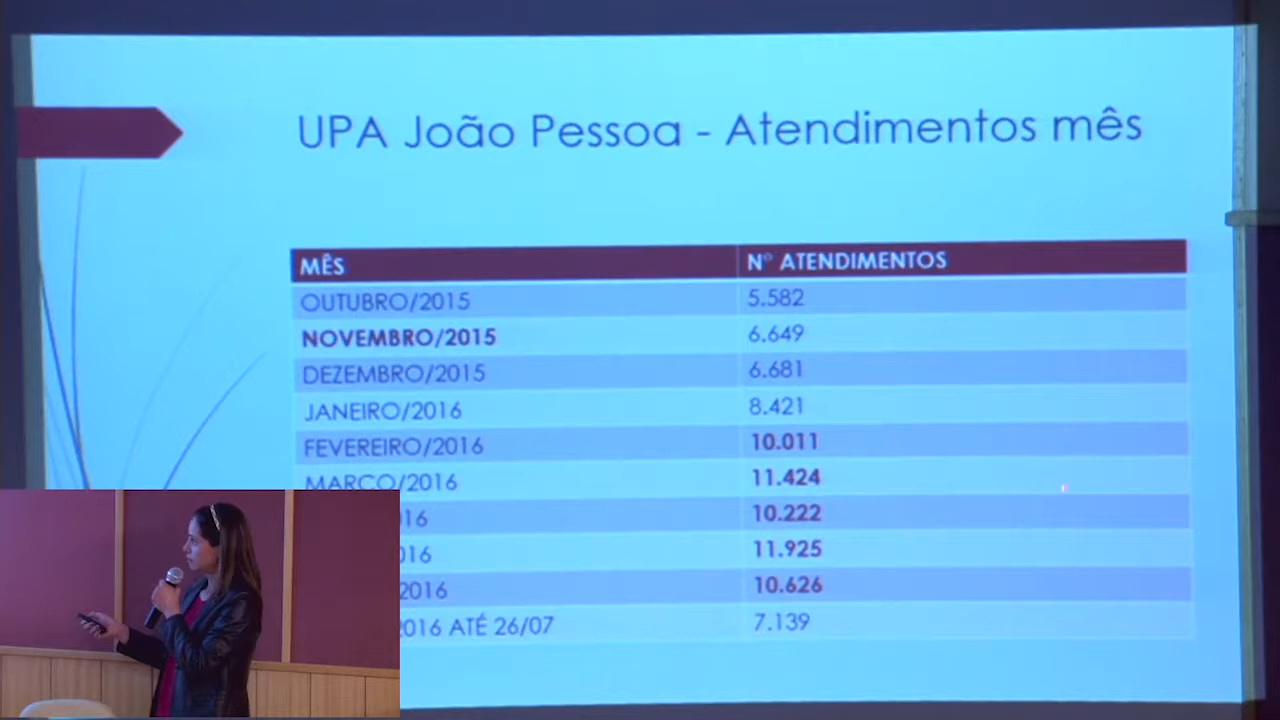 UPA João Pessoa - Atendimentos mês
MÊS Nº ATENDIMENTOS
OUTUBRO/2015 5.582
NOVEMBRO/2015 6.649
DEZEMBRO/2015 6.681
JANEIRO/2016 8.421
FEVEREIRO/2016 10.011
MARÇO/2016 11.424
16 10.222
016 11.925
2016 10.626
2016 ATÉ 26/07 7.139